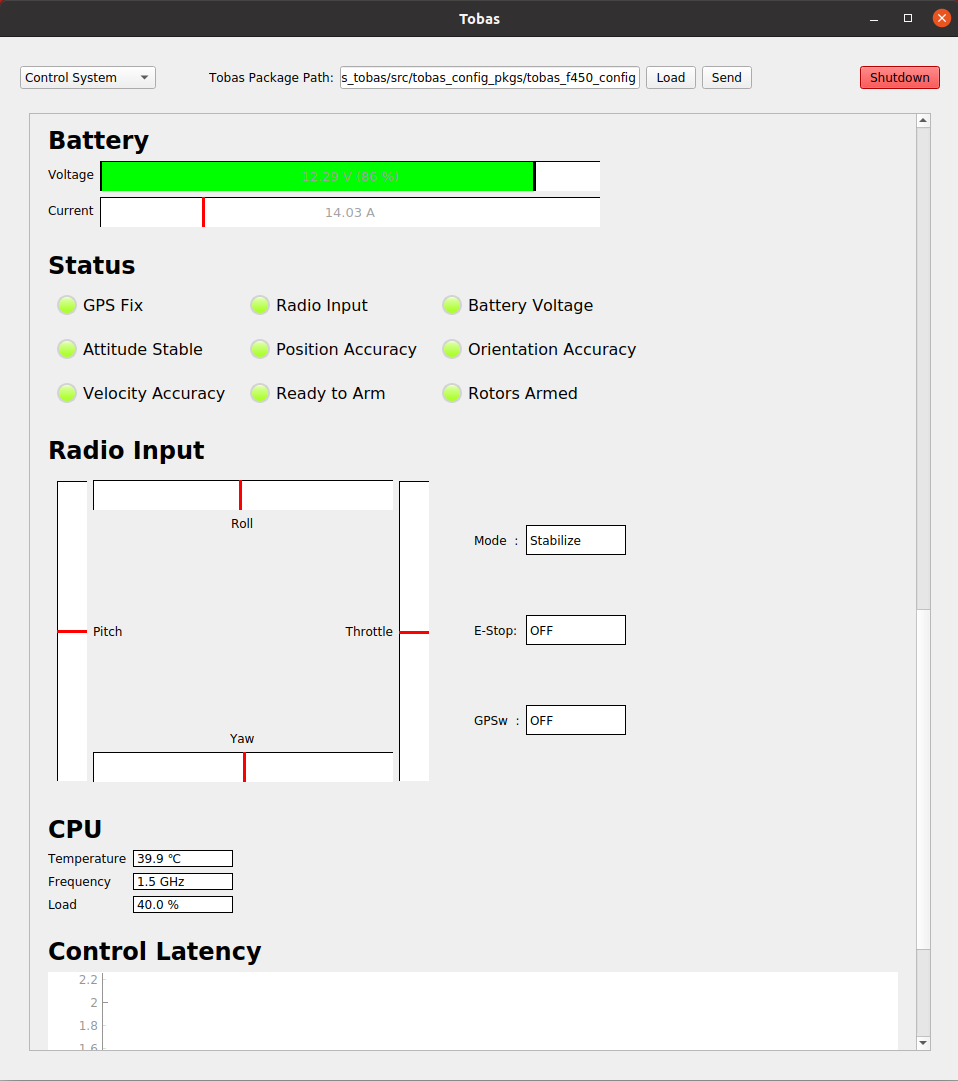 Tobas
Control System Tobas Package Path: s_tobas/src/tobas_config_pkgs/tobas_f450_config Load Send Shutdown
Battery
Voltage 12.29 V (86 %)
Current 14.03 A
Status
GPS Fix Radio Input Battery Voltage
Attitude Stable Position Accuracy Orientation Accuracy
Velocity Accuracy Ready to Arm Rotors Armed
Radio Input
Roll
Mode : Stabilize
Pitch Throttle E-Stop: OFF
GPSw : OFF
Yaw
CPU
Temperature 39.9 ℃
Frequency 1.5 GHz
Load 40.0 %
Control Latency
2.2
2
1.8
1.6